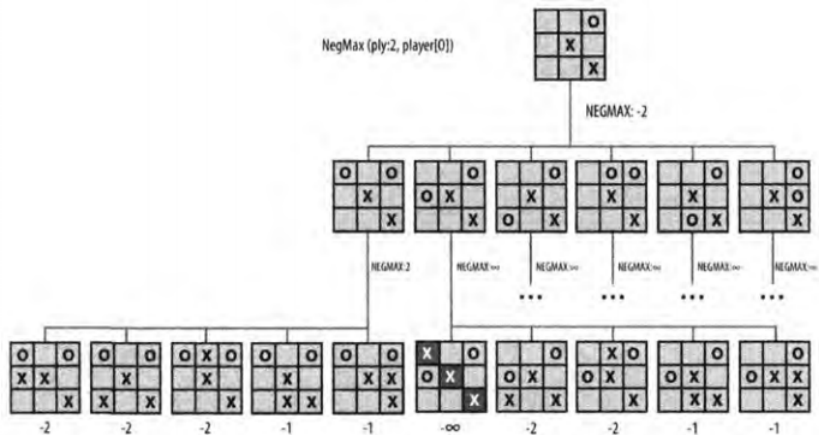 O
NegMax (ply:2, player[O])
X
X
NEGMAX: -2
O O O O O O O O
X O X X X X X O
X X O X X O X X
NEGMAX:2 NEGMAX:∞ NEGMAX:∞ NEGMAX:∞ NEGMAX:∞ NEGMAX:∞
... ... ... ...
O O O O O X O O O O O X O O X O O O
X X X X X X X O X O X O X O X O X X
X X X X X X X X X X X X X X
-2 -2 -2 -1 -1 -∞ -2 -2 -1 -1